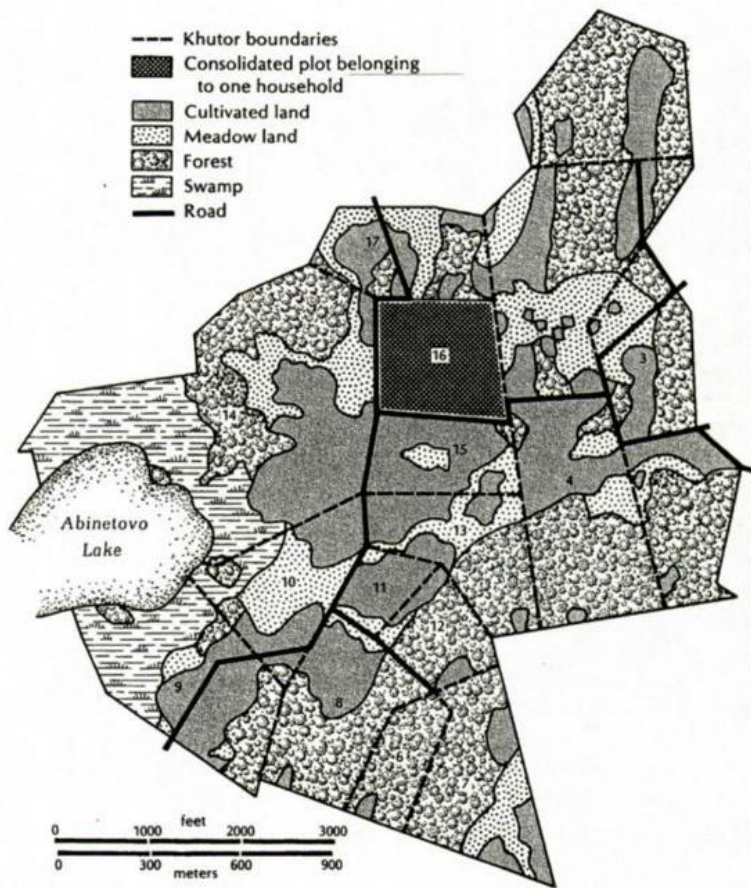 Khutor boundaries
Consolidated plot belonging
to one household
Cultivated land
Meadow land
Forest
Swamp
Road
17
16
3
14
15
4
Abinetovo
Lake
13
10
11
12
9
8
6
7
feet
0 1000 2000 3000
0 300 600 900
meters